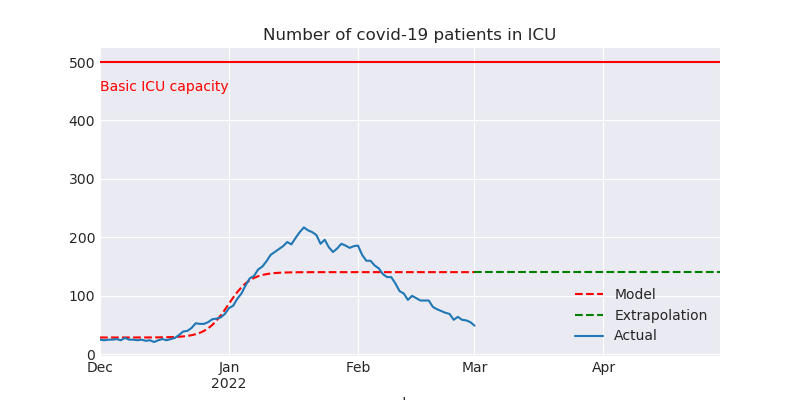 Number of covid-19 patients in ICU
500
Basic ICU capacity
400
300
200
100
0
Model
Extrapolation
Actual
Dec
Jan
2022
Feb
Mar
Apr